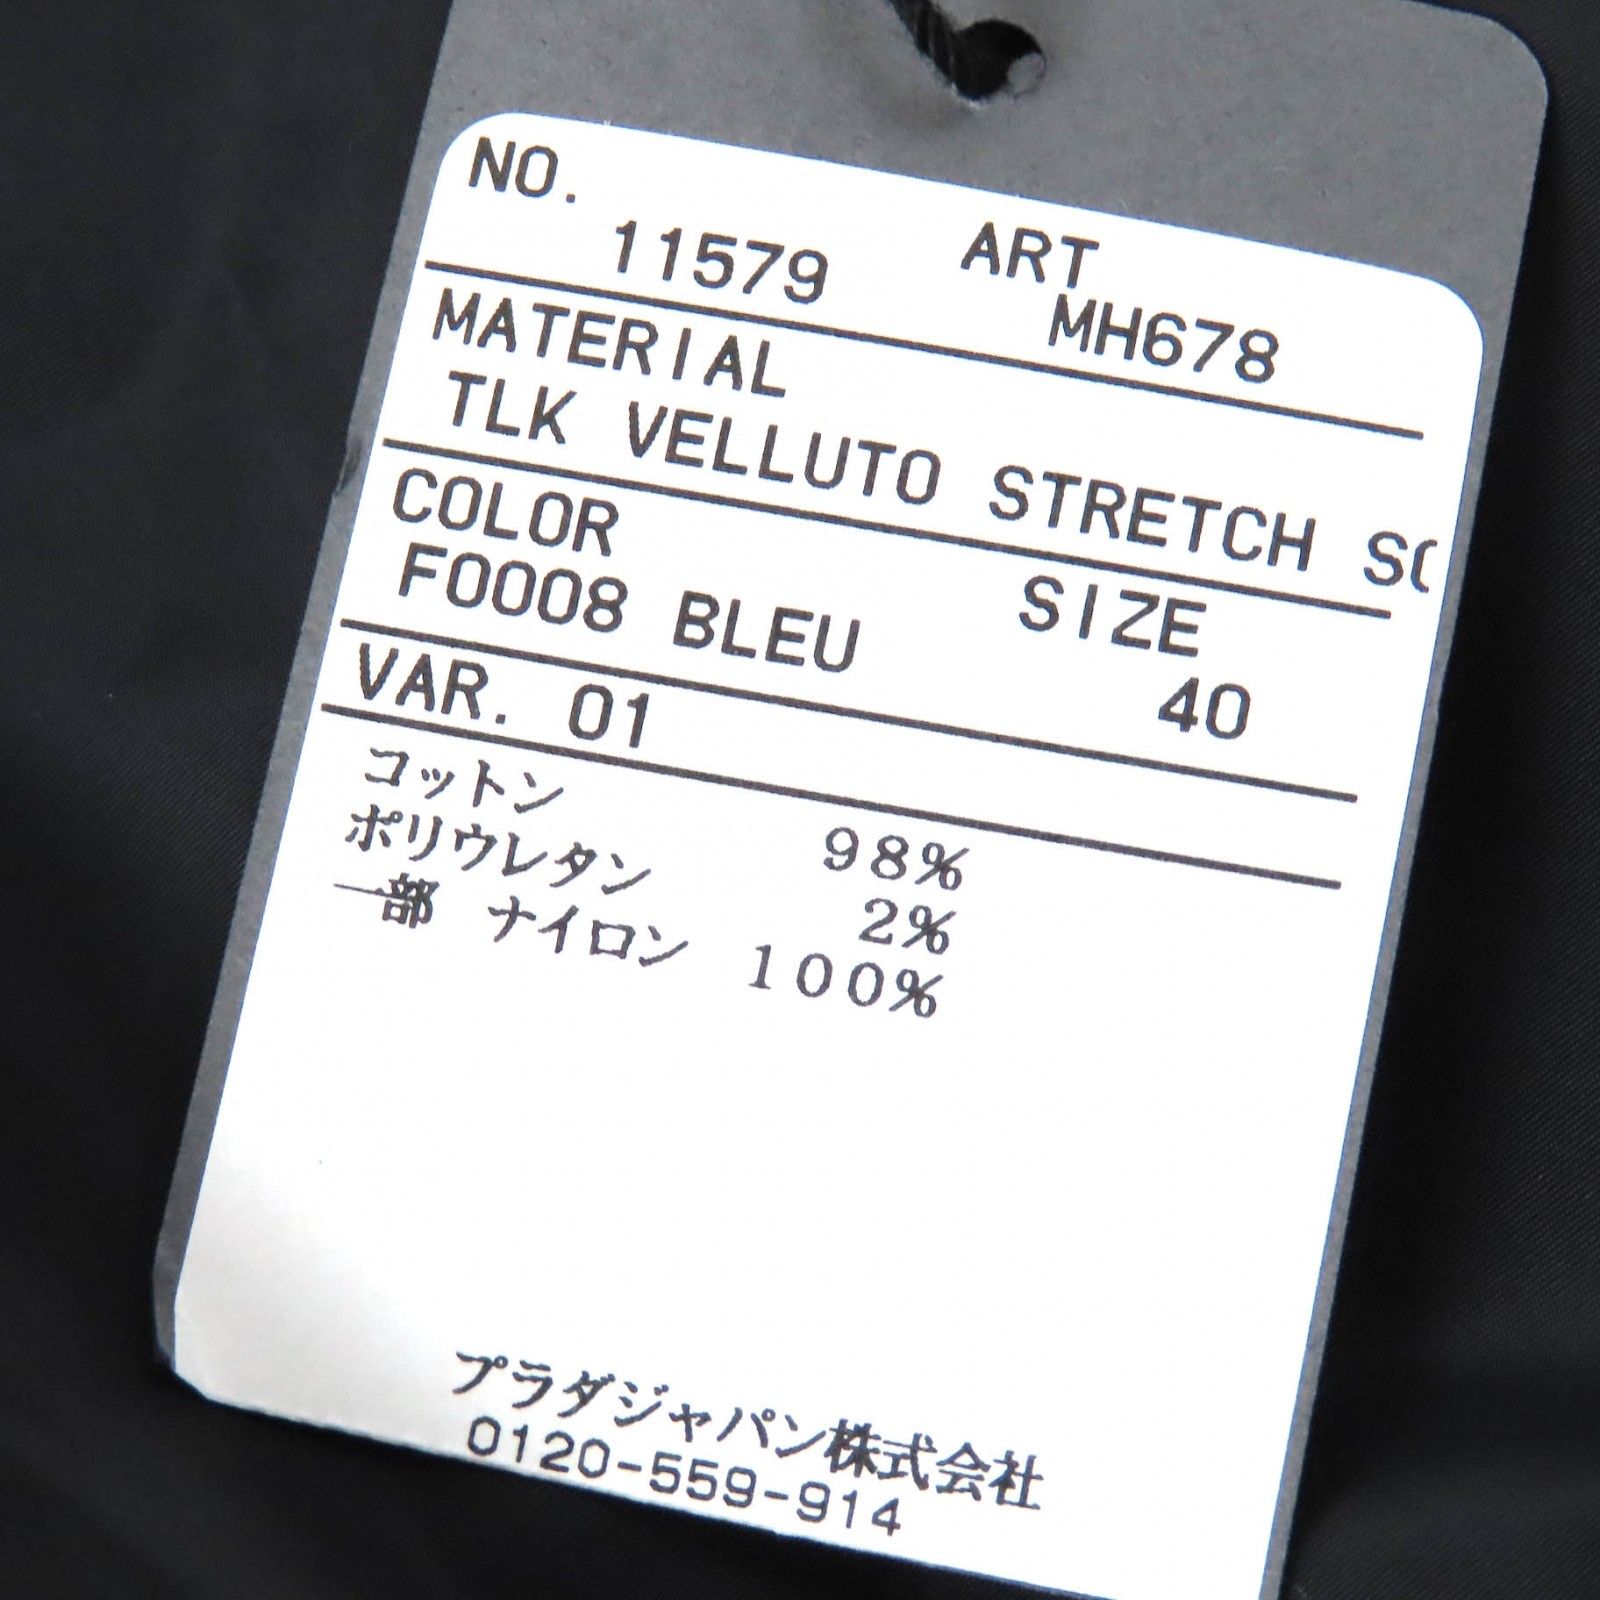 NO. ART
11579 MH678
MATERIAL
TLK VELLUTO STRETCH
COLOR SIZE
F0008 BLEU 40
VAR. 01
コットン 98%
ポリウレタン 2%
一部 ナイロン 100%
プラダジャパン株式会社
0120-559-914